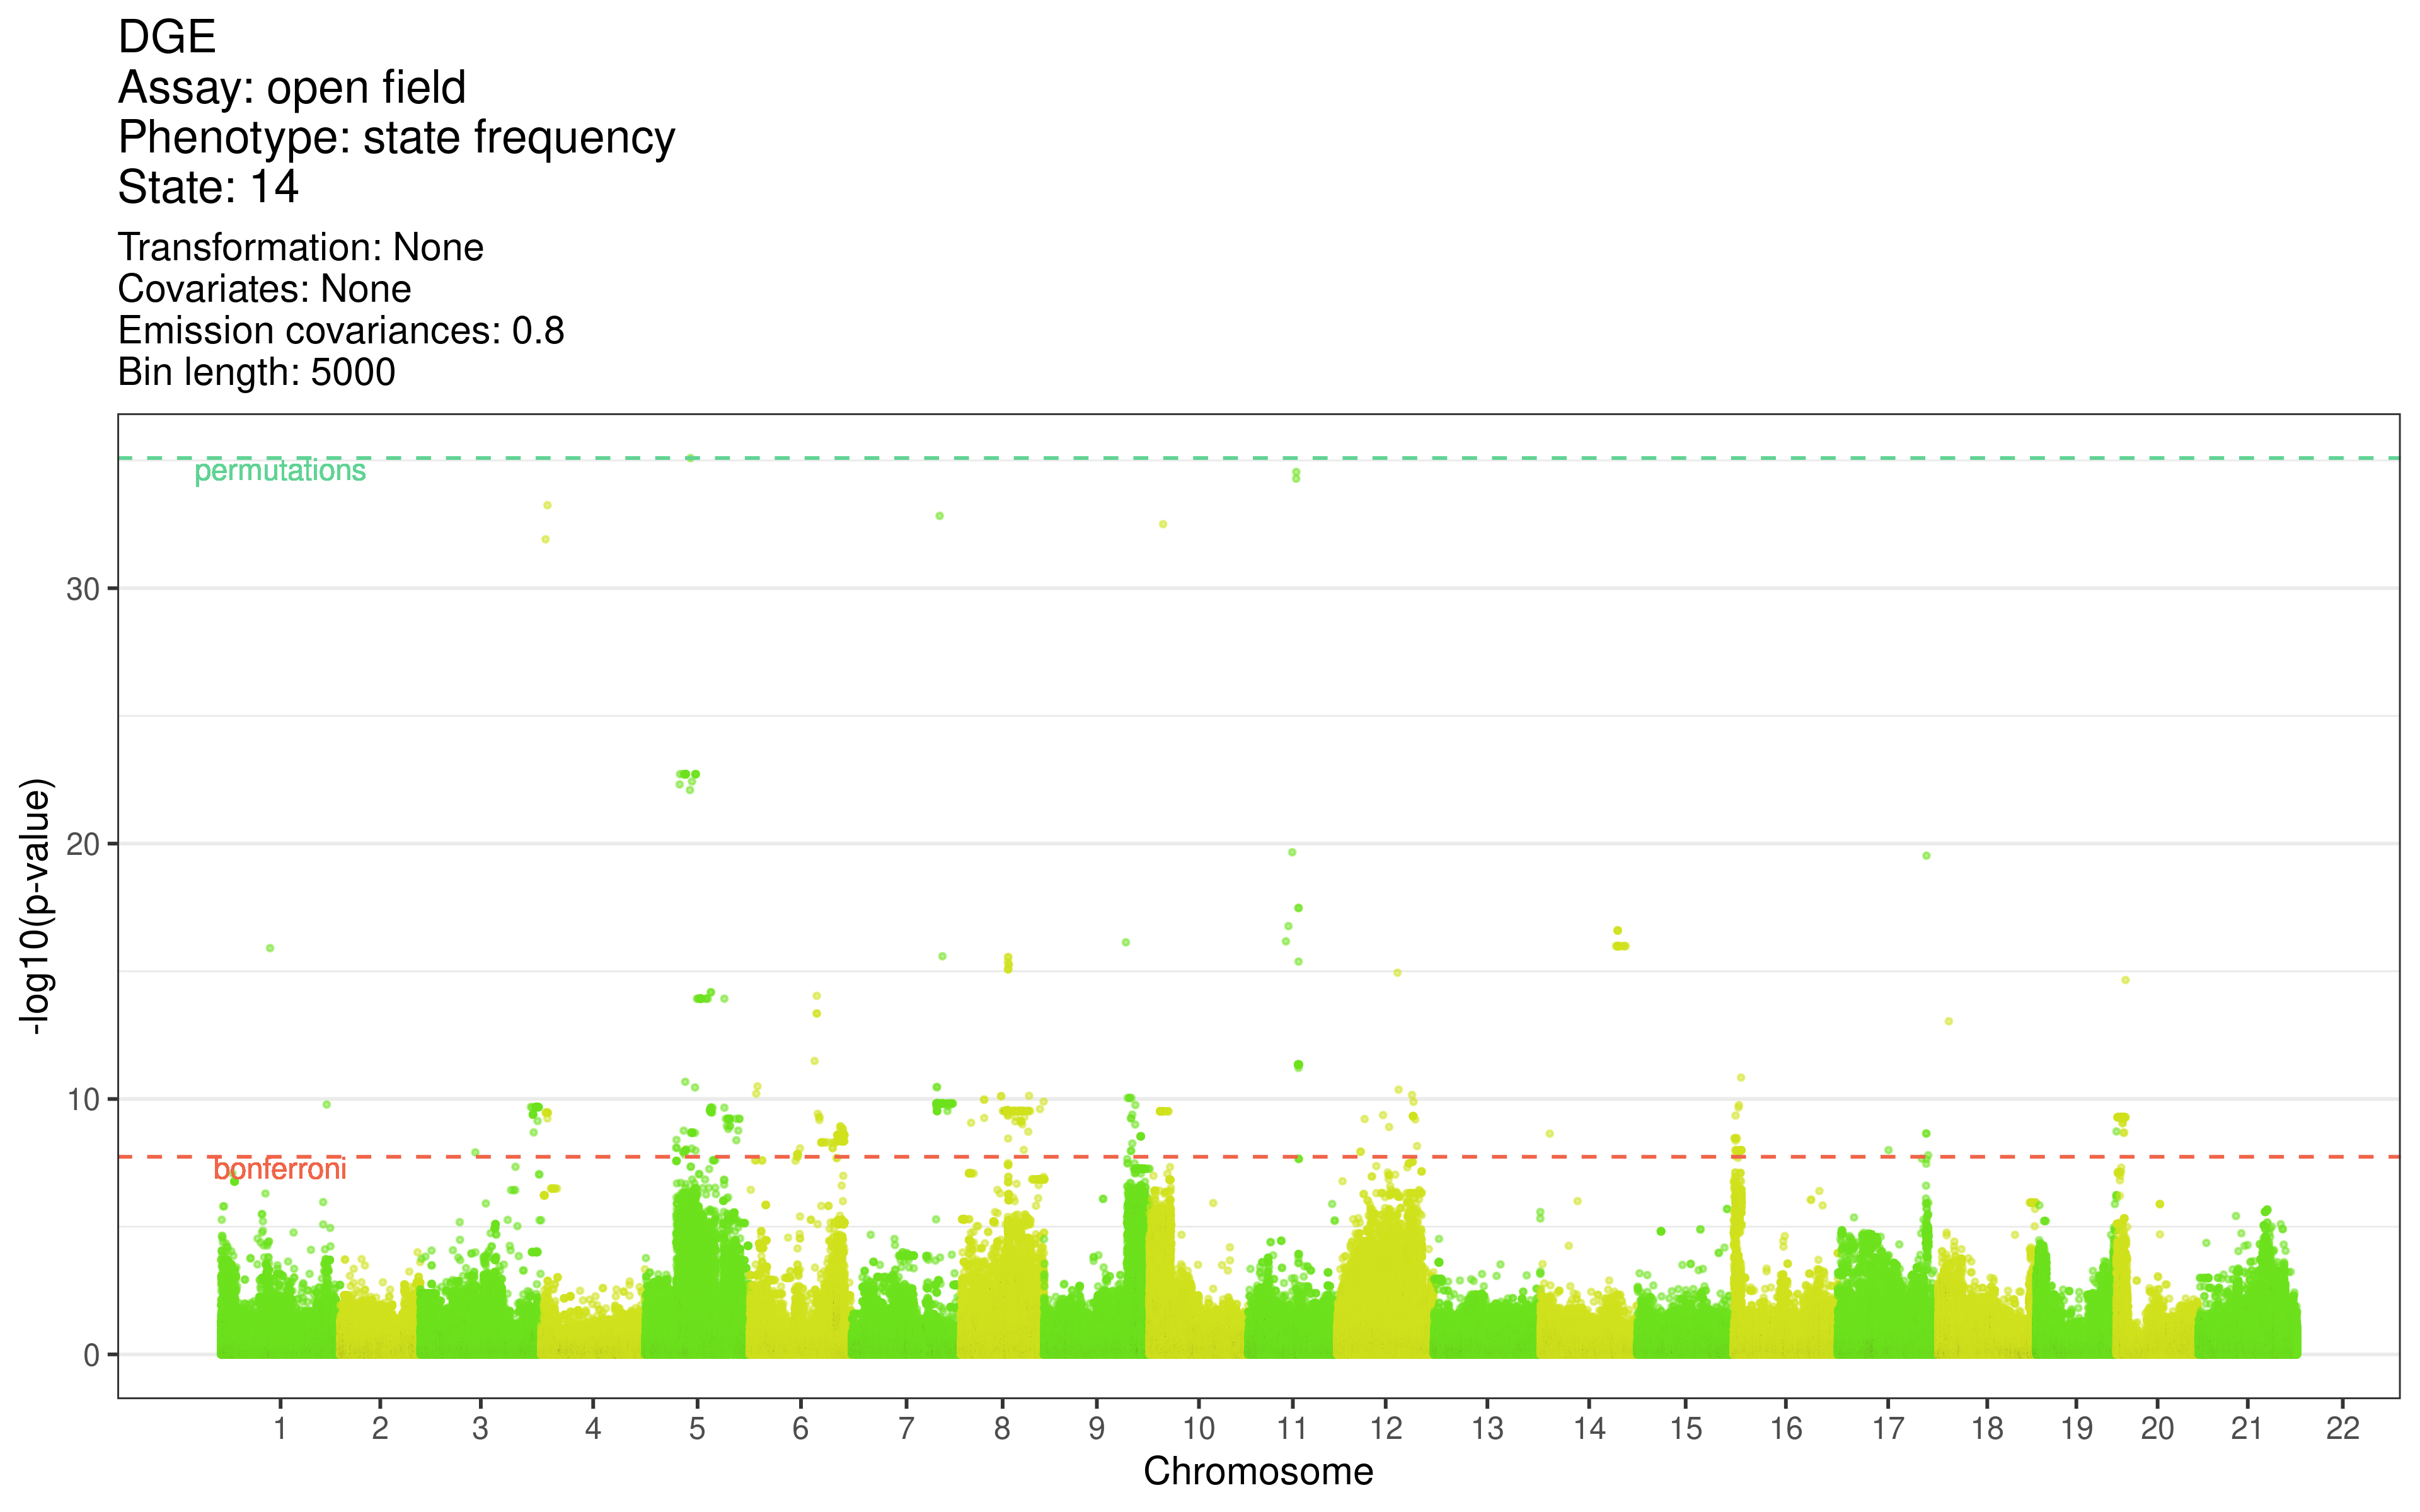 DGE
Assay: open field
Phenotype: state frequency
State: 14
Transformation: None
Covariates: None
Emission covariances: 0.8
Bin length: 5000
permutations
30
20
10
bonferroni
0
-log10(p-value)
1 2 3 4 5 6 7 8 9 10 11 12 13 14 15 16 17 18 19 20 21 22
Chromosome